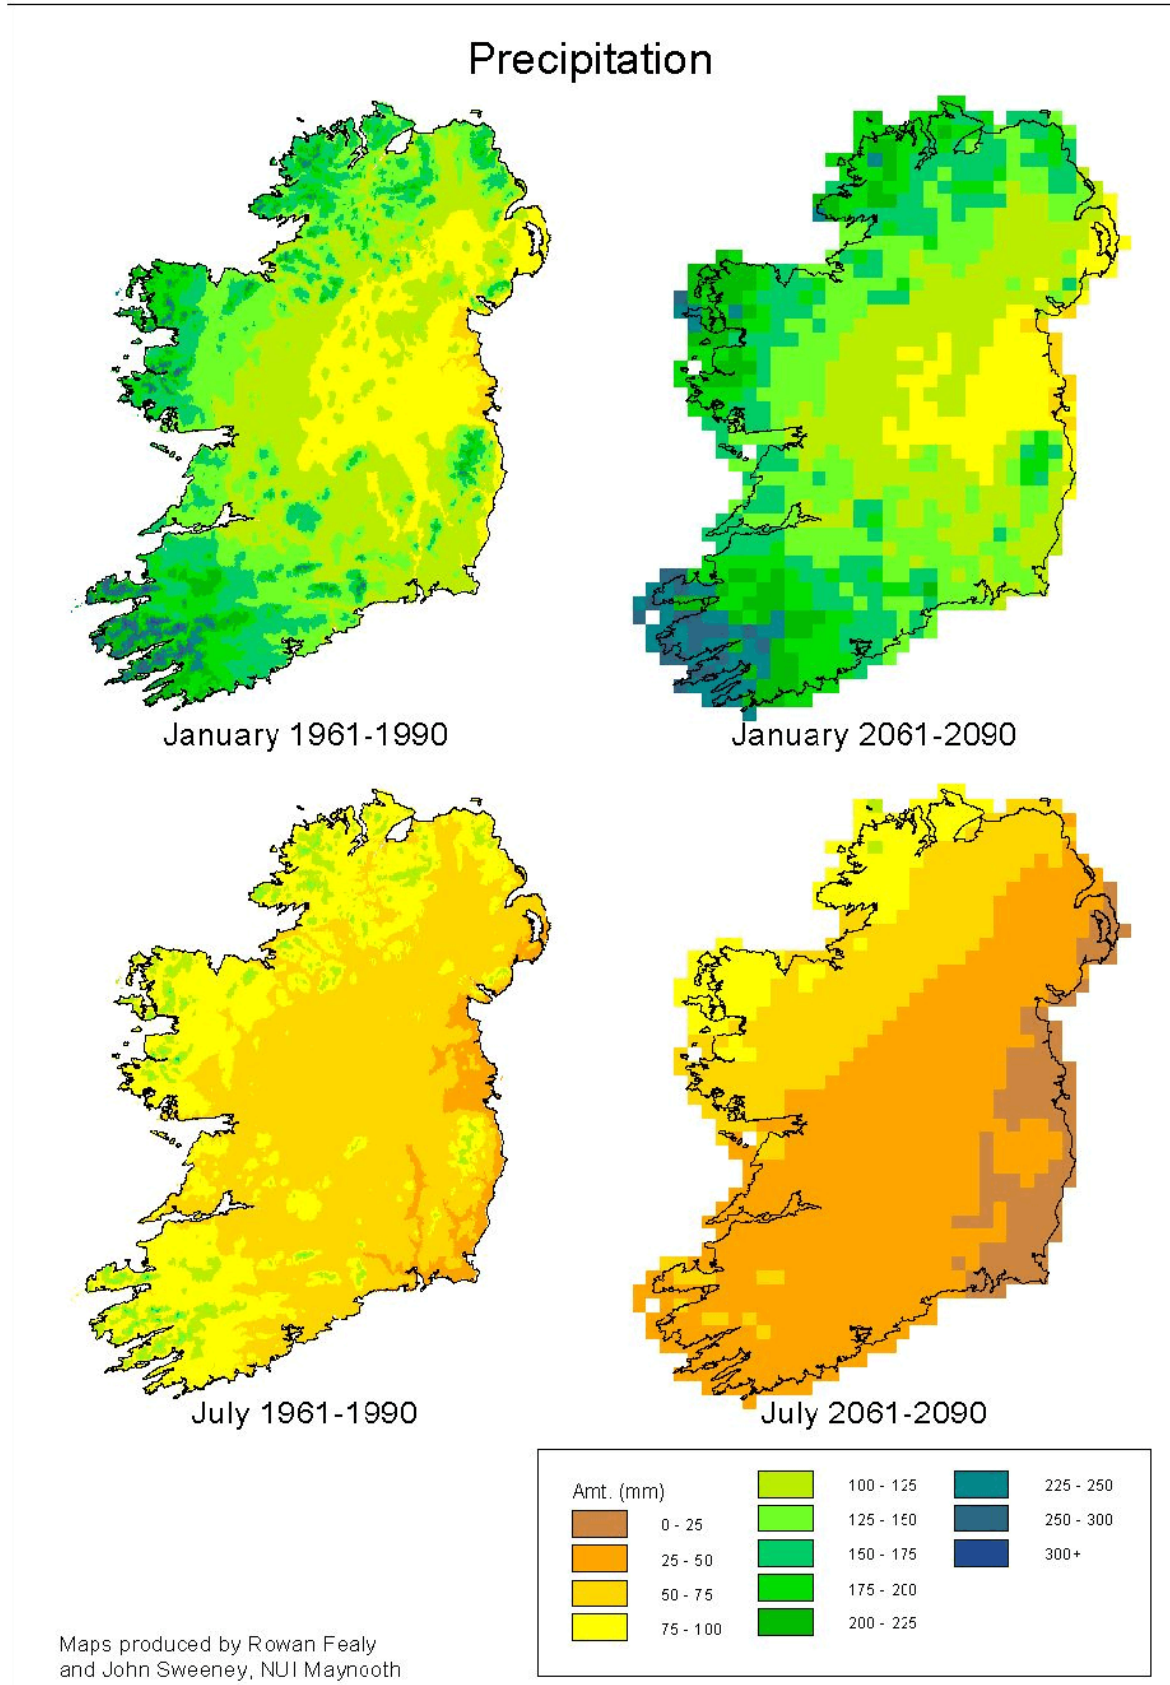 Precipitation
January 1961-1990
January 2061-2090
July 1961-1990
July 2061-2090
Amt. (mm)
0 - 25
25 - 50
50 - 75
75 - 100
100 - 125
125 - 150
150 - 175
175 - 200
200 - 225
225 - 250
250 - 300
300+
Maps produced by Rowan Fealy
and John Sweeney, NUI Maynooth